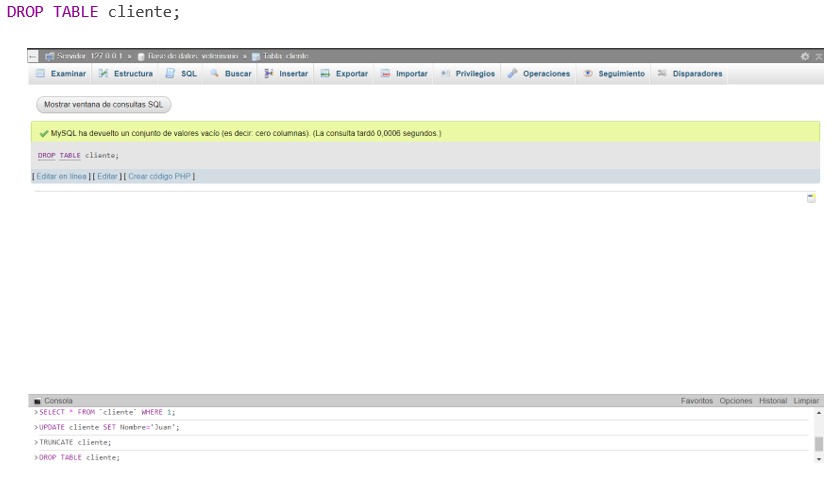 DROP TABLE cliente;
Servidor: 127.0.0.1 » Base de datos: veterinario » Tabla: cliente
Examinar Estructura SQL Buscar Insertar Exportar Importar Privilegios Operaciones Seguimiento Disparadores
Mostrar ventana de consultas SQL
MySQL ha devuelto un conjunto de valores vacío (es decir: cero columnas). (La consulta tardó 0,0006 segundos.)
DROP TABLE cliente;
[ Editar en línea ] [ Editar ] [ Crear código PHP ]
Consola Favoritos Opciones Historial Limpiar
>SELECT * FROM `cliente` WHERE 1;
>UPDATE cliente SET Nombre='Juan';
>TRUNCATE cliente;
>DROP TABLE cliente;